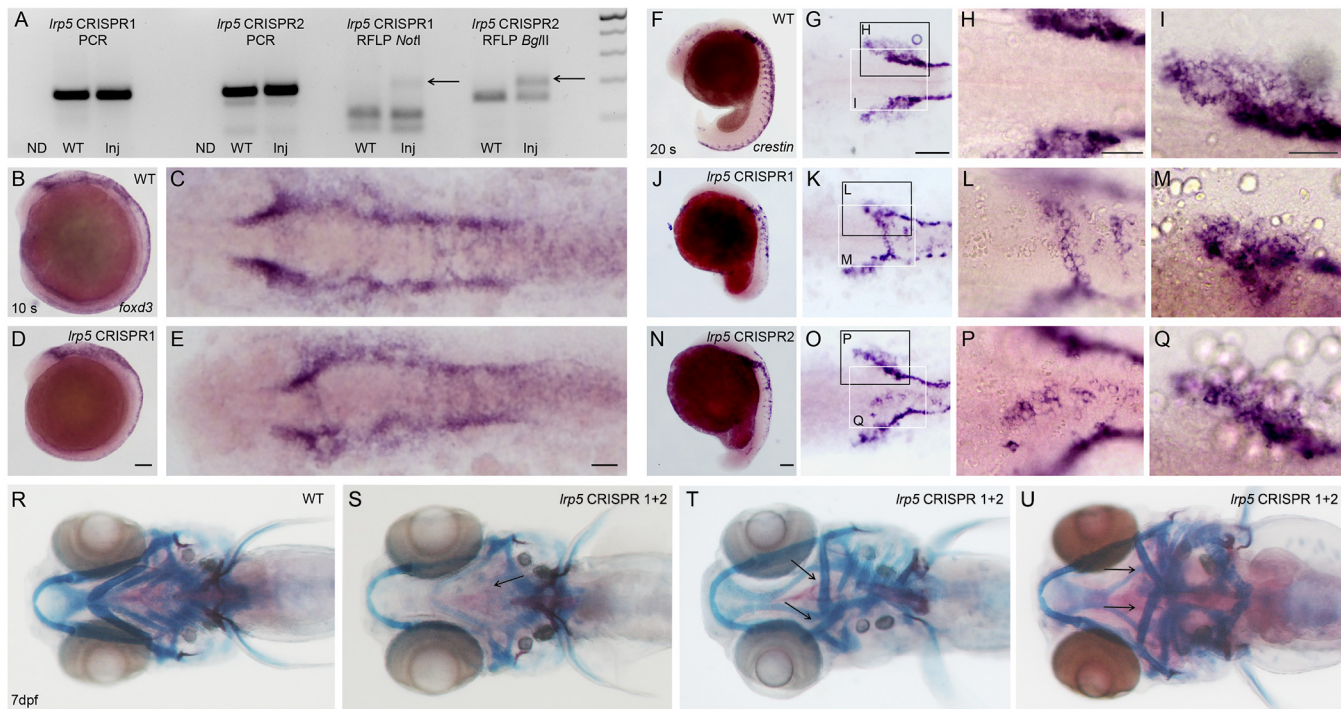 A
lrp5 CRISPR1
PCR
lrp5 CRISPR2
PCR
lrp5 CRISPR1
RFLP NotI
lrp5 CRISPR2
RFLP BglII
ND WT Inj ND WT Inj WT Inj WT Inj
B WT
10 s foxd3
C
D lrp5 CRISPR1
E
F WT
20 s crestin
G
H
I
H
I
J lrp5 CRISPR1
K
L
M
L
M
N lrp5 CRISPR2
O
P
Q
P
Q
R WT
7dpf
S lrp5 CRISPR 1+2
T lrp5 CRISPR 1+2
U lrp5 CRISPR 1+2